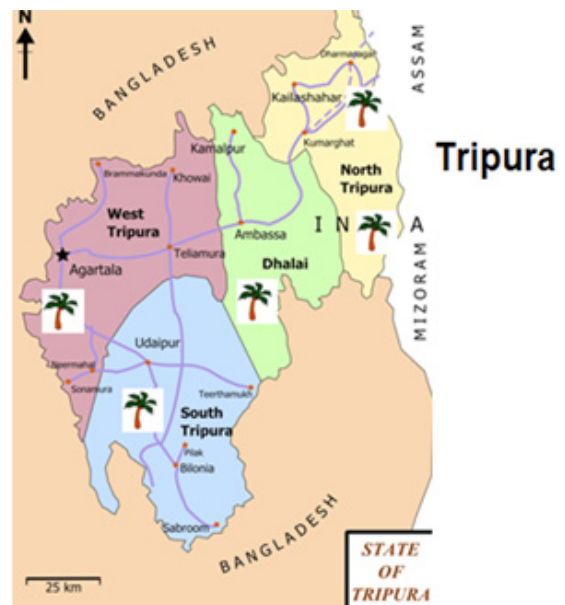 N
BANGLADESH
ASSAM
Dharmanagar
Kailashahar
Kumarghat
Kamalpur
Tripura
North
Tripura
Brammakunda
Khowai
West
Tripura
Ambassa
I N A
Teliamura
Dhalai
Agartala
MIZORAM
Udaipur
Sonamura
Teerthamukh
South
Tripura
Pilak
Bilonia
Sabroom
BANGLADESH
25 km
STATE
OF
TRIPURA